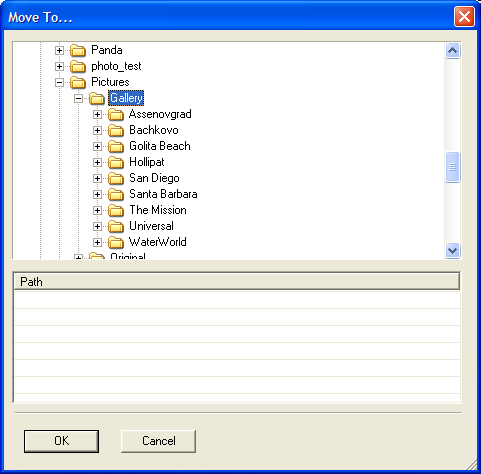 Move To...
Panda
photo_test
Pictures
Gallery
Assenovgrad
Bachkovo
Golita Beach
Hollipat
San Diego
Santa Barbara
The Mission
Universal
WaterWorld
Original
Path
OK
Cancel